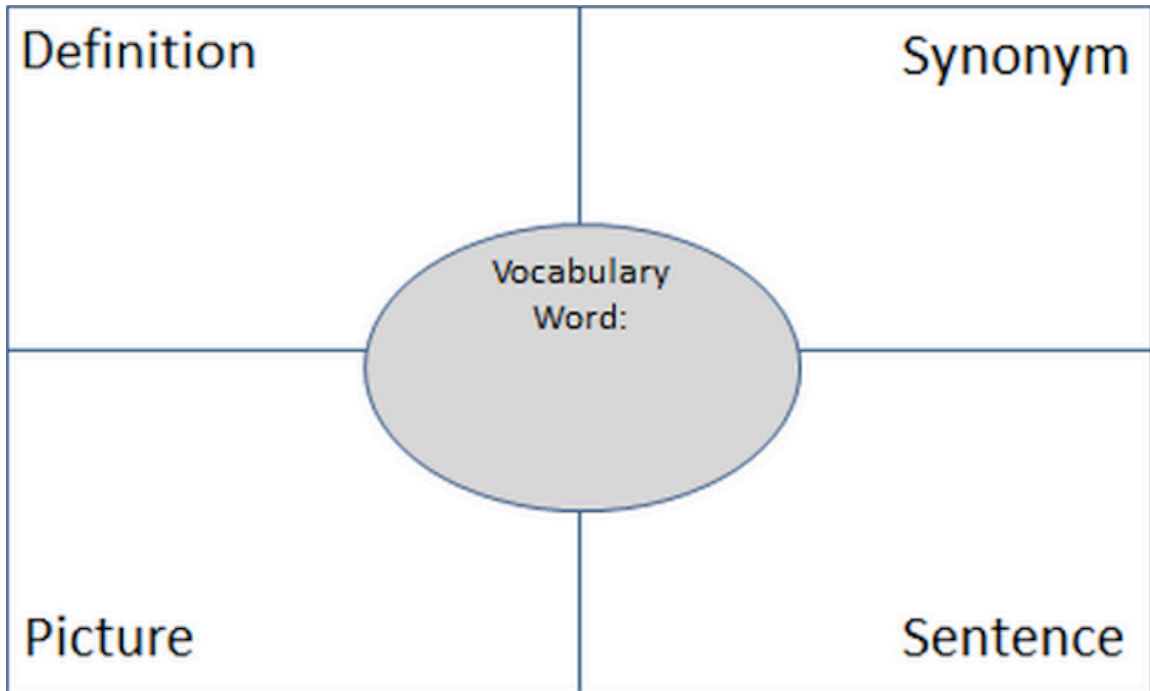 Definition
Synonym
Vocabulary
Word:
Picture
Sentence